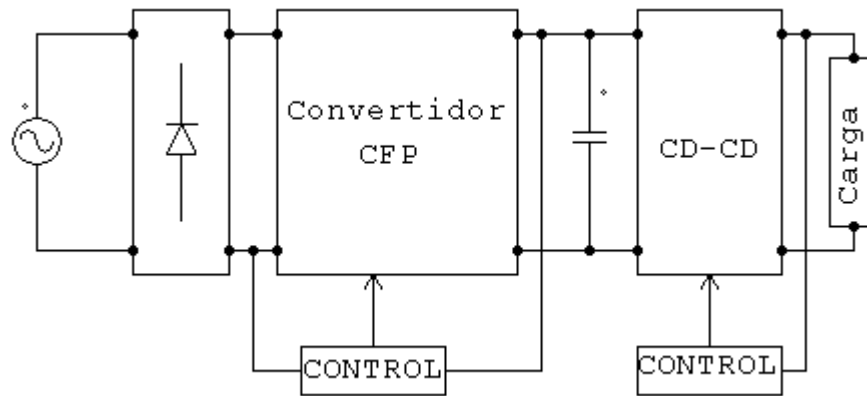 Convertidor
CFP
CD-CD
Carga
CONTROL
CONTROL